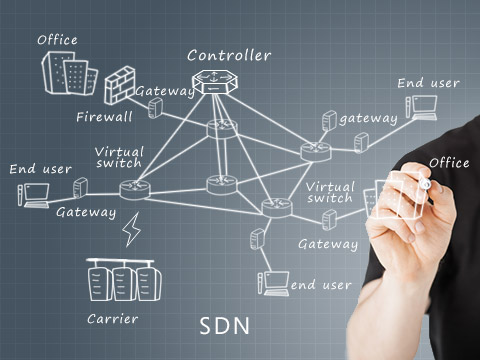 Office
Controller
Gateway
End user
Firewall
gateway
Virtual
switch
End user
Office
Virtual
switch
Gateway
Gateway
end user
Carrier
SDN